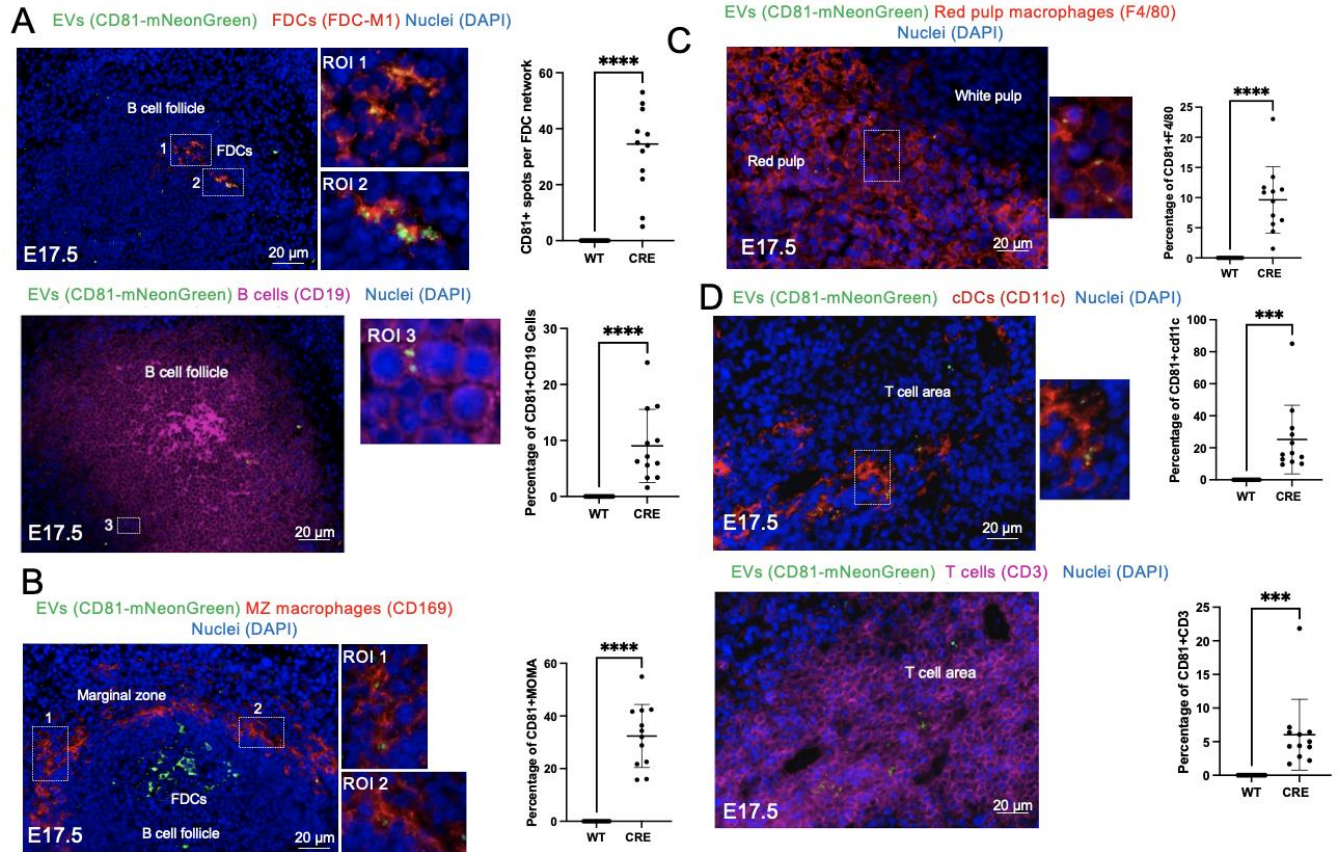 A
EVs (CD81-mNeonGreen) FDCs (FDC-M1) Nuclei (DAPI)
B cell follicle
1
FDCs
2
E17.5
20 µm
ROI 1
ROI 2
****
CD81+ spots per FDC network
60
40
20
0
WT CRE
EVs (CD81-mNeonGreen) B cells (CD19) Nuclei (DAPI)
B cell follicle
3
E17.5
20 µm
ROI 3
****
Percentage of CD81+CD19 Cells
30
20
10
0
WT CRE
B
EVs (CD81-mNeonGreen) MZ macrophages (CD169)
Nuclei (DAPI)
Marginal zone
1
2
FDCs
B cell follicle
E17.5
20 µm
ROI 1
ROI 2
****
Percentage of CD81+MOMA
60
40
20
0
WT CRE
C
EVs (CD81-mNeonGreen) Red pulp macrophages (F4/80)
Nuclei (DAPI)
White pulp
Red pulp
E17.5
20 µm
****
Percentage of CD81+F4/80
25
20
15
10
5
0
WT CRE
D
EVs (CD81-mNeonGreen) cDCs (CD11c) Nuclei (DAPI)
T cell area
E17.5
20 µm
***
Percentage of CD81+cd11c
100
80
60
40
20
0
WT CRE
EVs (CD81-mNeonGreen) T cells (CD3) Nuclei (DAPI)
T cell area
E17.5
20 µm
***
Percentage of CD81+CD3
25
20
15
10
5
0
WT CRE